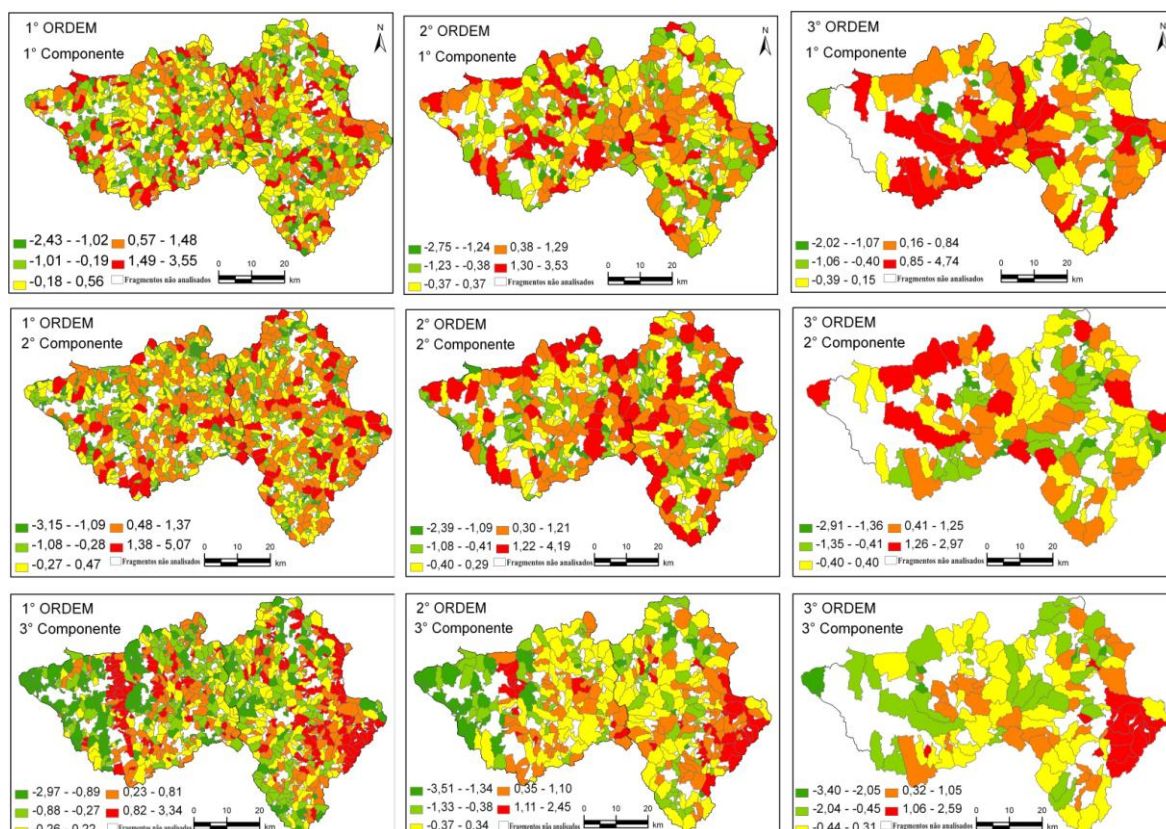 1° ORDEM
1° Componente
N
-2,43 - -1,02
0,57 - 1,48
-1,01 - -0,19
1,49 - 3,55
-0,18 - 0,56
Fragmentos não analisados
0 10 20
km
2° ORDEM
1° Componente
N
-2.75 - -1,24
0,38 - 1,29
-1,23 - -0,38
1,30 - 3,53
-0,37 - 0,37
Fragmentos não analisados
0 10 20
km
3° ORDEM
1° Componente
N
-2,02 - -1,07
0,16 - 0,84
-1,06 - -0,40
0,85 - 4,74
-0,39 - 0,15
Fragmentos não analisados
0 10 20
km
1° ORDEM
2° Componente
-3,15 - -1,09
0,48 - 1,37
-1,08 - -0,28
1,38 - 5,07
-0,27 - 0,47
Fragmentos não analisados
0 10 20
km
2° ORDEM
2° Componente
-2,39 - -1,09
0,30 - 1,21
-1,08 - -0,41
1,22 - 4,19
-0,40 - 0,29
Fragmentos não analisados
0 10 20
km
3° ORDEM
2° Componente
-2,91 - -1,36
0,41 - 1,25
-1,35 - -0,41
1,26 - 2,97
-0,40 - 0,40
Fragmentos não analisados
0 10 20
km
1° ORDEM
3° Componente
-2,97 - -0,89
0,23 - 0,81
-0,88 - -0,27
0,82 - 3,34
-0,26 - 0,22
Fragmentos não analisados
0 10 20
km
2° ORDEM
3° Componente
-3,51 - -1,34
0,35 - 1,10
-1,33 - -0,38
1,11 - 2,45
-0,37 - 0,34
Fragmentos não analisados
0 10 20
km
3° ORDEM
3° Componente
-3,40 - -2,05
0,32 - 1,05
-2,04 - -0,45
1,06 - 2,59
-0,44 - 0,31
Fragmentos não analisados
0 10 20
km